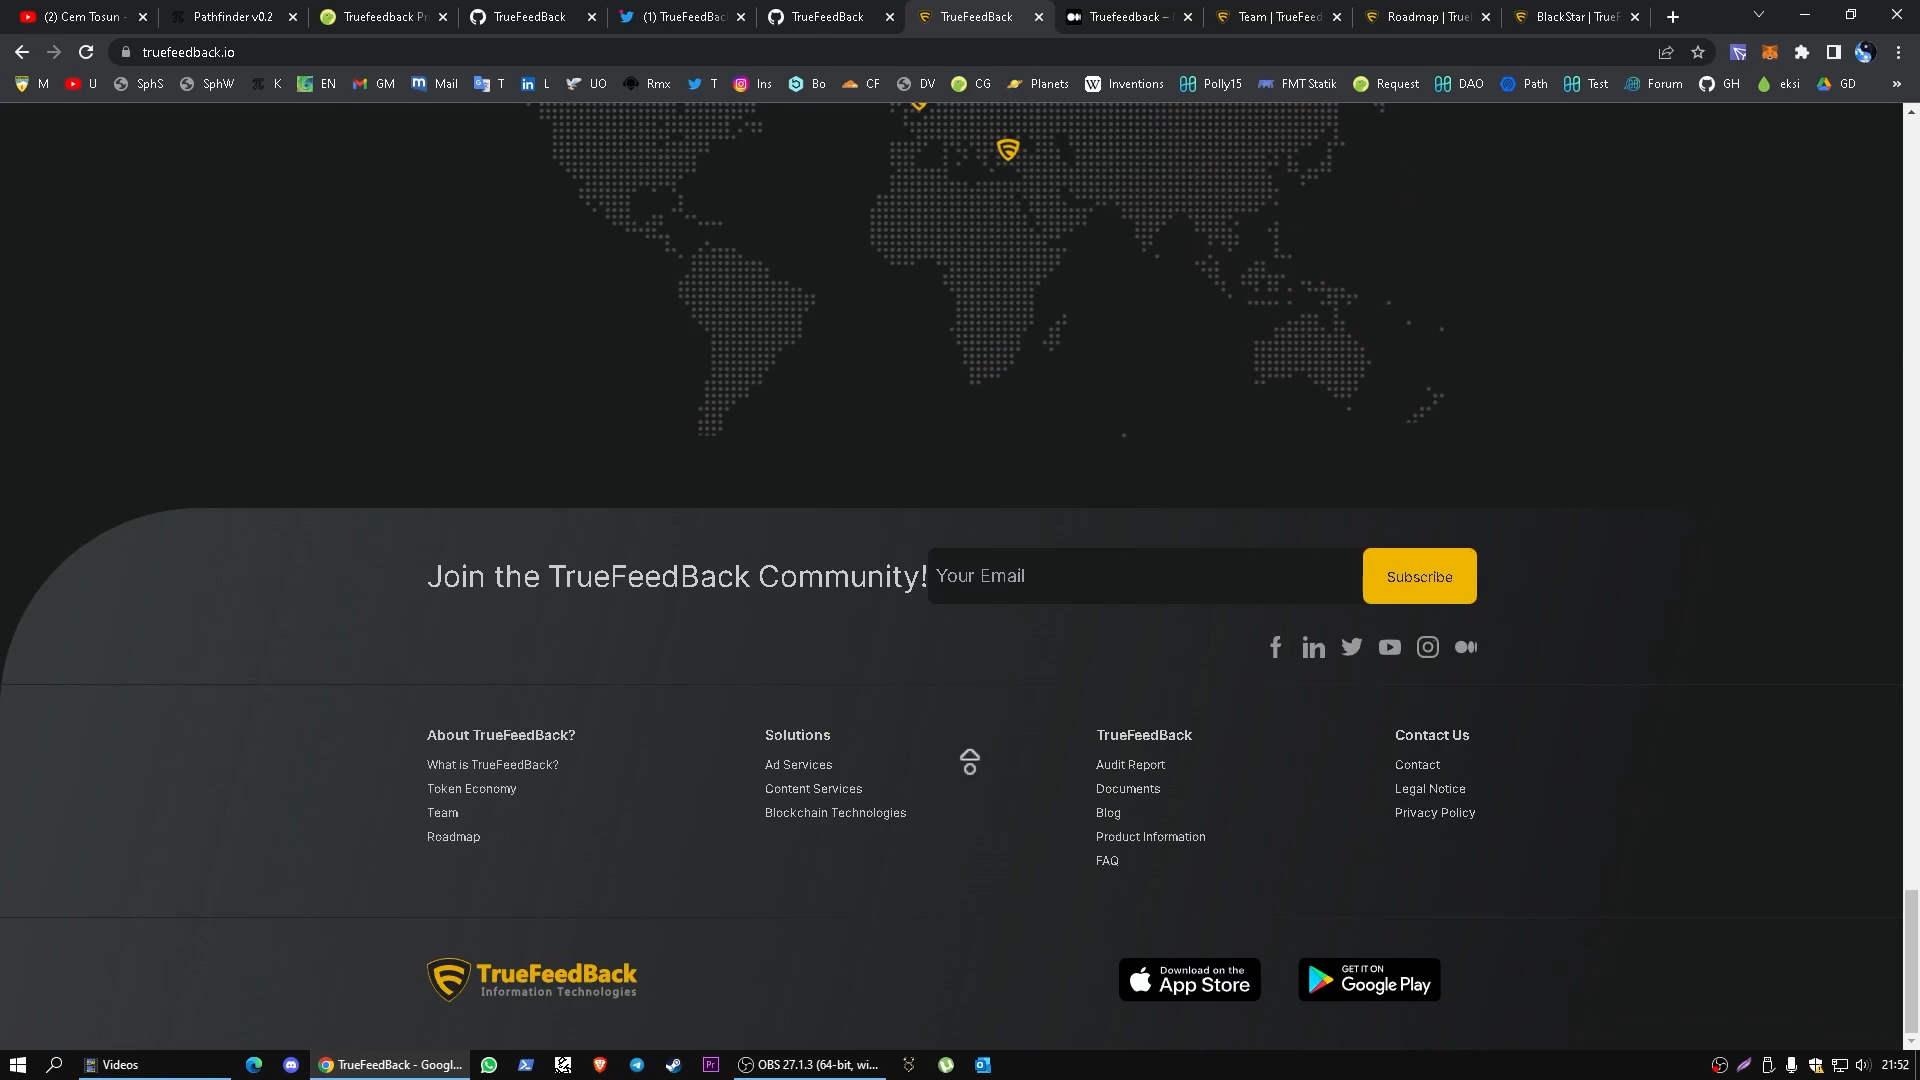 (2) Cem Tosun - Pathfinder v0.2 Truefeedback Pri TrueFeedBack (1) TrueFeedBac TrueFeedBack TrueFeedBack Truefeedback – Team | TrueFeed Roadmap | True BlackStar | TrueF
truefeedback.io
M U SphS SphW K EN GM Mail T L UO Rmx T Ins Bo CF DV CG Planets Inventions Polly15 FMT Statik Request DAO Path Test Forum GH eksi GD »
Join the TrueFeedBack Community! Your Email Subscribe
About TrueFeedBack?
What is TrueFeedBack?
Token Economy
Team
Roadmap
Solutions
Ad Services
Content Services
Blockchain Technologies
TrueFeedBack
Audit Report
Documents
Blog
Product Information
FAQ
Contact Us
Contact
Legal Notice
Privacy Policy
TrueFeedBack
Information Technologies
Download on the
App Store
GET IT ON
Google Play
Videos TrueFeedBack - Googl... Pr OBS 27.1.3 (64-bit, wi... 21:52